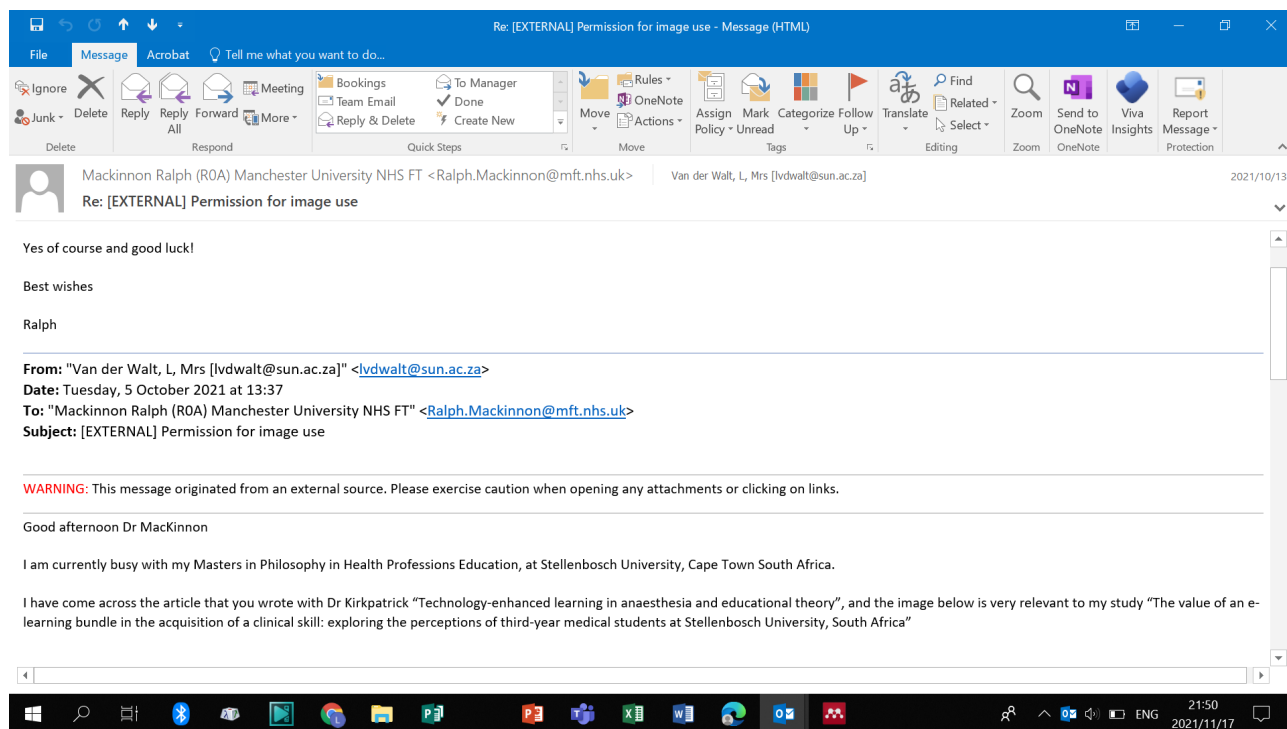 Re: [EXTERNAL] Permission for image use - Message (HTML)
File Message Acrobat Tell me what you want to do...
Ignore
Junk
Delete
Reply
Reply All
Forward
Meeting
More
Bookings
Team Email
Reply & Delete
To Manager
Done
Create New
Move
Rules
OneNote
Actions
Assign Policy
Mark Unread
Categorize
Follow Up
Translate
Find
Related
Select
Zoom
Send to OneNote
Viva Insights
Report Message
Delete Respond Quick Steps Move Tags Editing Zoom OneNote Protection
Mackinnon Ralph (R0A) Manchester University NHS FT <Ralph.Mackinnon@mft.nhs.uk> Van der Walt, L, Mrs [lvdwalt@sun.ac.za] 2021/10/13
Re: [EXTERNAL] Permission for image use
Yes of course and good luck!
Best wishes
Ralph
From: "Van der Walt, L, Mrs [lvdwalt@sun.ac.za]" <lvdwalt@sun.ac.za>
Date: Tuesday, 5 October 2021 at 13:37
To: "Mackinnon Ralph (R0A) Manchester University NHS FT" <Ralph.Mackinnon@mft.nhs.uk>
Subject: [EXTERNAL] Permission for image use
WARNING: This message originated from an external source. Please exercise caution when opening any attachments or clicking on links.
Good afternoon Dr MacKinnon
I am currently busy with my Masters in Philosophy in Health Professions Education, at Stellenbosch University, Cape Town South Africa.
I have come across the article that you wrote with Dr Kirkpatrick “Technology-enhanced learning in anaesthesia and educational theory”, and the image below is very relevant to my study “The value of an e-
learning bundle in the acquisition of a clinical skill: exploring the perceptions of third-year medical students at Stellenbosch University, South Africa”
ENG
21:50
2021/11/17